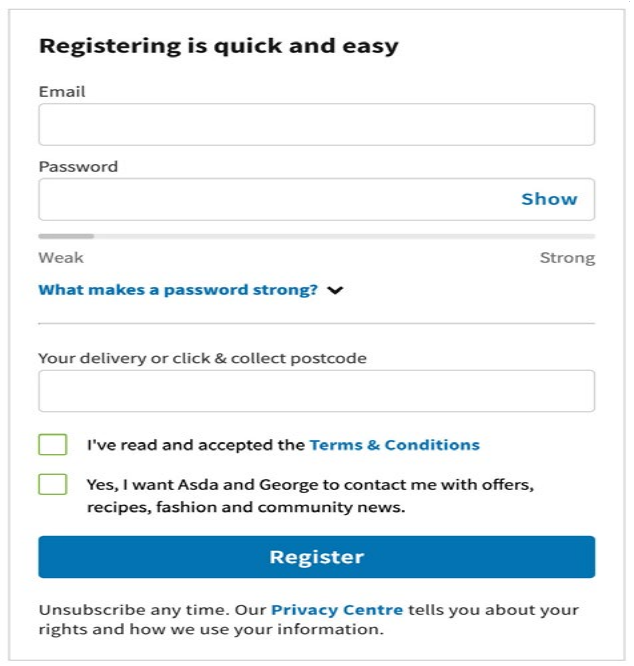 Registering is quick and easy
Email
Password
Show
Weak
Strong
What makes a password strong?
Your delivery or click & collect postcode
I've read and accepted the Terms & Conditions
Yes, I want Asda and George to contact me with offers,
recipes, fashion and community news.
Register
Unsubscribe any time. Our Privacy Centre tells you about your
rights and how we use your information.